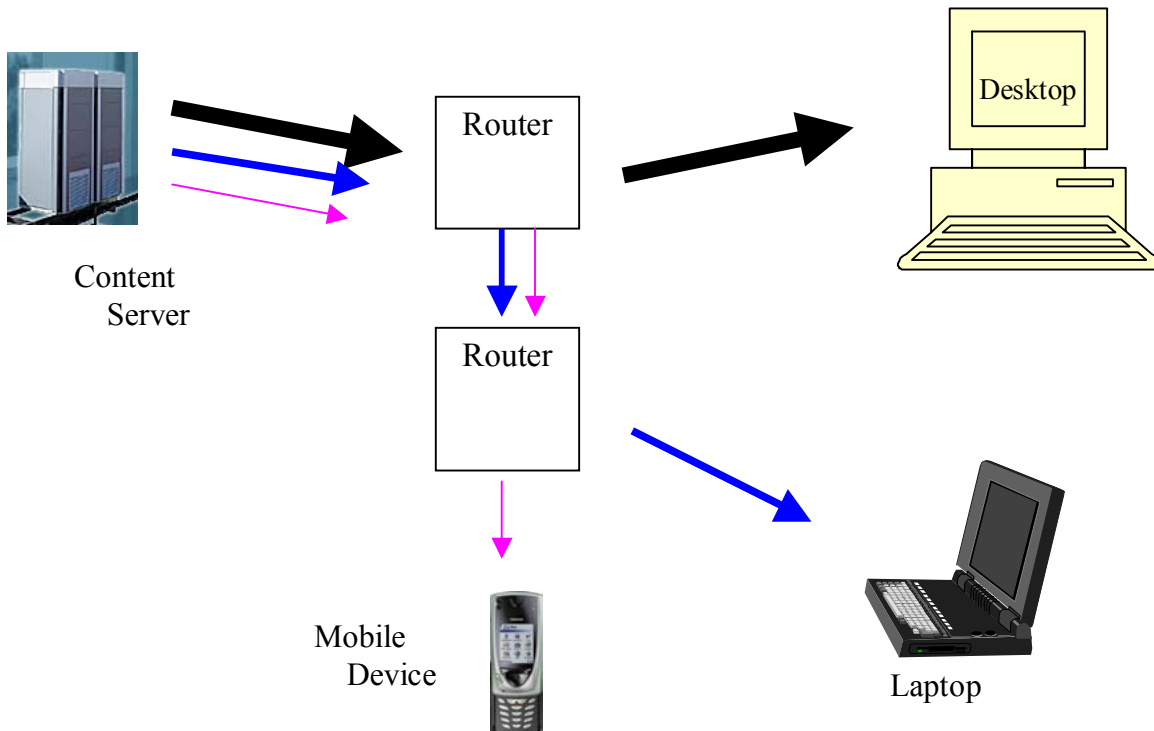 Router
Desktop
Content
Server
Router
Mobile
Device
Laptop